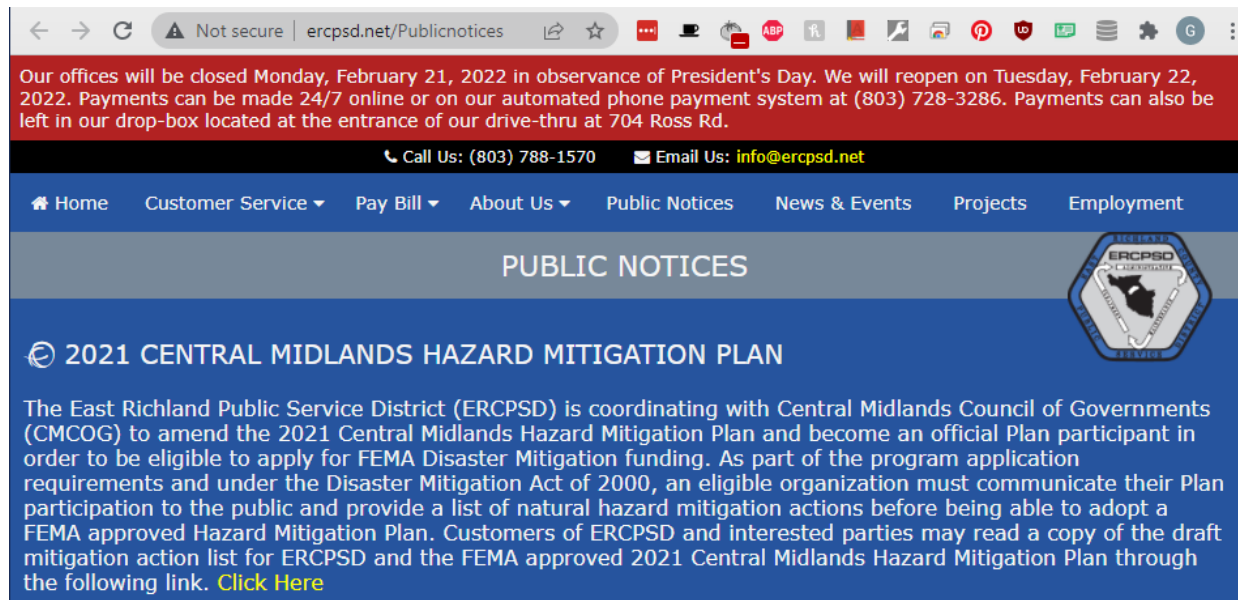 Not secure | ercpsd.net/Publicnotices
ABP
G
Our offices will be closed Monday, February 21, 2022 in observance of President's Day. We will reopen on Tuesday, February 22,
2022. Payments can be made 24/7 online or on our automated phone payment system at (803) 728-3286. Payments can also be
left in our drop-box located at the entrance of our drive-thru at 704 Ross Rd.
Call Us: (803) 788-1570 Email Us: info@ercpsd.net
Home Customer Service Pay Bill About Us Public Notices News & Events Projects Employment
PUBLIC NOTICES
RICHLAND
ERCPSD
EAST
COUNTY
PUBLIC
SERVICE
DISTRICT
2021 CENTRAL MIDLANDS HAZARD MITIGATION PLAN
The East Richland Public Service District (ERCPSD) is coordinating with Central Midlands Council of Governments
(CMCOG) to amend the 2021 Central Midlands Hazard Mitigation Plan and become an official Plan participant in
order to be eligible to apply for FEMA Disaster Mitigation funding. As part of the program application
requirements and under the Disaster Mitigation Act of 2000, an eligible organization must communicate their Plan
participation to the public and provide a list of natural hazard mitigation actions before being able to adopt a
FEMA approved Hazard Mitigation Plan. Customers of ERCPSD and interested parties may read a copy of the draft
mitigation action list for ERCPSD and the FEMA approved 2021 Central Midlands Hazard Mitigation Plan through
the following link. Click Here